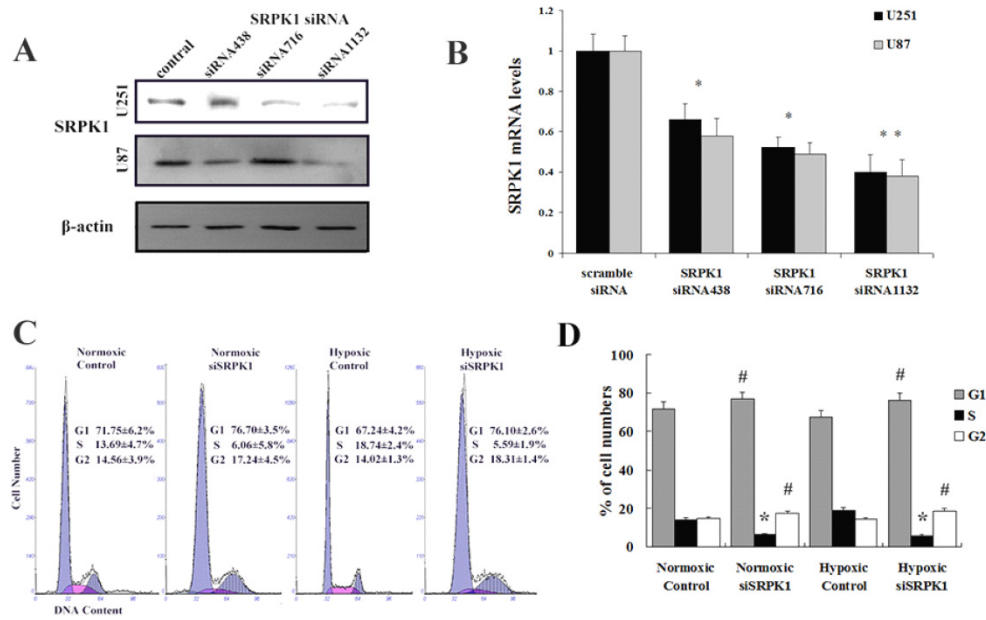 A
SRPK1 siRNA
control
siRNA438
siRNA716
siRNA1132
SRPK1
U251
U87
β-actin
B
SRPK1 mRNA levels
1.2
1
0.8
0.6
0.4
0.2
0
U251
U87
*
*
* *
scramble siRNA
SRPK1 siRNA438
SRPK1 siRNA716
SRPK1 siRNA1132
C
Normoxic
Control
G1 71.75±6.2%
S 13.69±4.7%
G2 14.56±3.9%
Normoxic
siSRPK1
G1 76.70±3.5%
S 6.06±5.8%
G2 17.24±4.5%
Hypoxic
Control
G1 67.24±4.2%
S 18.74±2.4%
G2 14.02±1.3%
Hypoxic
siSRPK1
G1 76.10±2.6%
S 5.59±1.9%
G2 18.31±1.4%
Cell Number
DNA Content
D
% of cell numbers
100
80
60
40
20
0
#
*
#
#
*
#
G1
S
G2
Normoxic
Control
Normoxic
siSRPK1
Hypoxic
Control
Hypoxic
siSRPK1